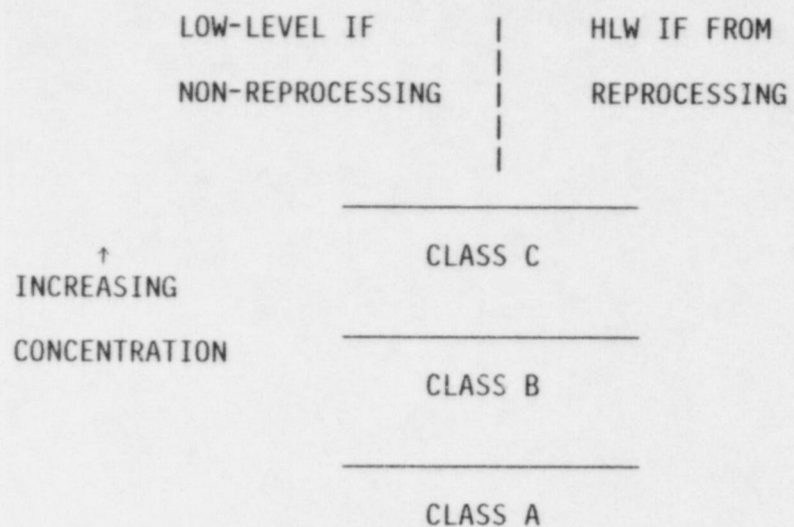 LOW-LEVEL IF | HLW IF FROM
NON-REPROCESSING | REPROCESSING
CLASS C
↑
INCREASING
CONCENTRATION
CLASS B
CLASS A